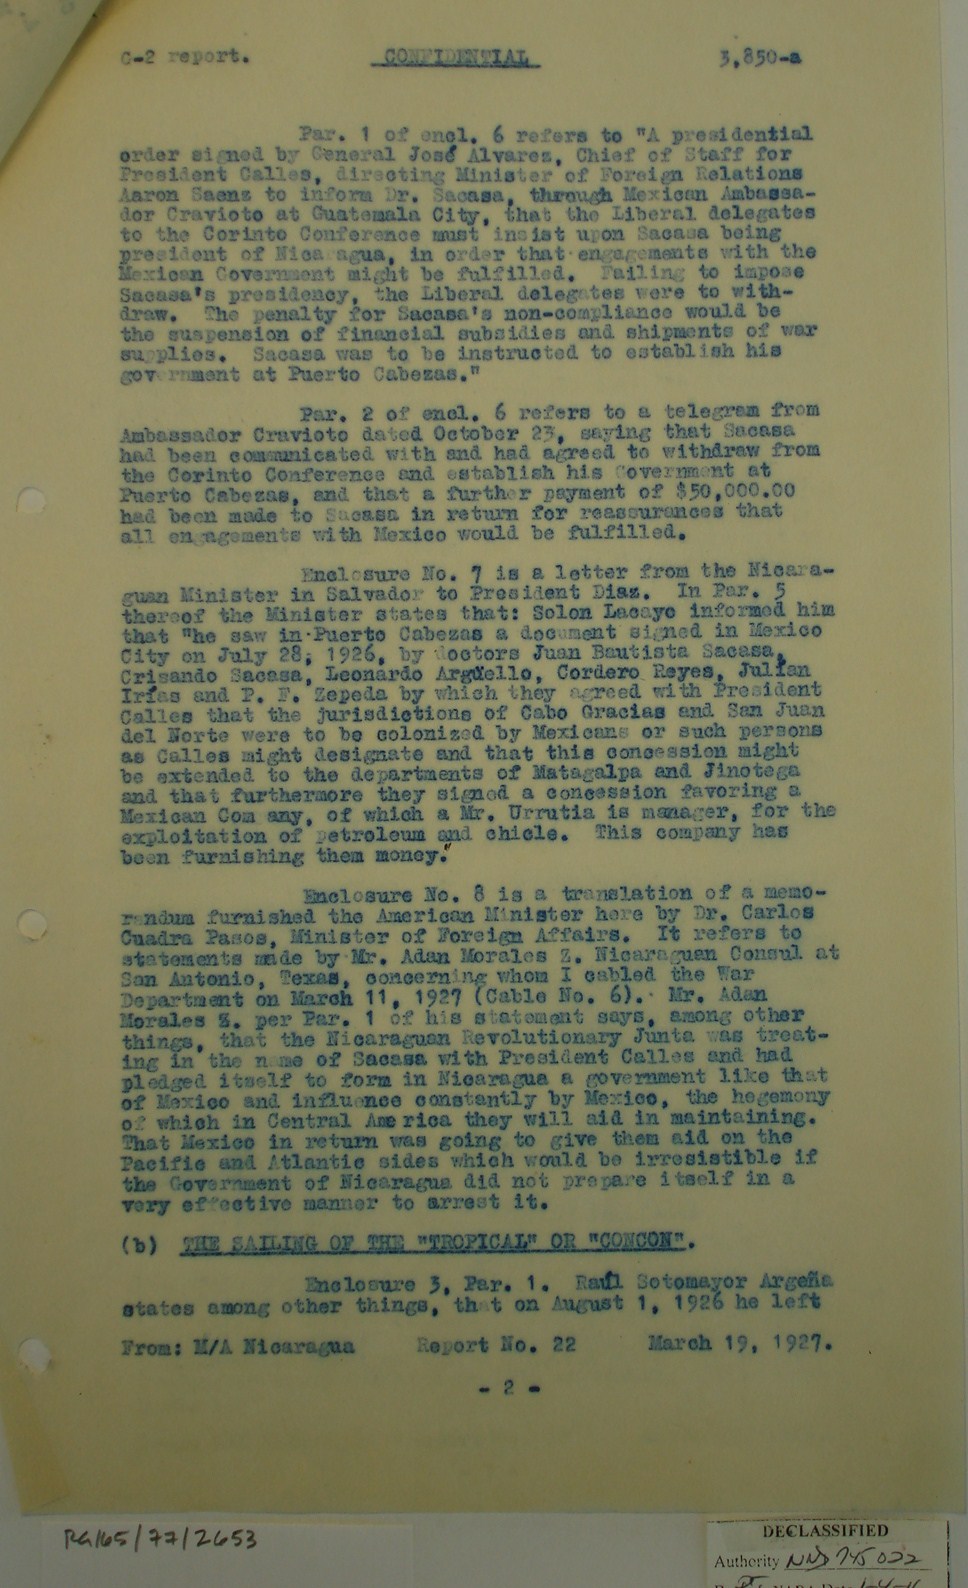 C-2 report. CONFIDENTIAL 3,850-a
Par. 1 of encl. 6 refers to "A presidential
order signed by General José Alvares, Chief of Staff for
President Calles, directing Minister of Foreign Relations
Aaron Saenz to inform Dr. Sacasa, through Mexican Ambassa-
dor Cravioto at Guatemala City, that the Liberal delegates
to the Corinto Conference must insist upon Sacasa being
president of Nicaragua, in order that engagements with the
Mexican Government might be fulfilled. Failing to impose
Sacasa's presidency, the Liberal delegates were to with-
draw. The penalty for Sacasa's non-compliance would be
the suspension of financial subsidies and shipments of war
supplies. Sacasa was to be instructed to establish his
government at Puerto Cabezas."
Par. 2 of encl. 6 refers to a telegram from
Ambassador Cravioto dated October 23, saying that Sacasa
had been communicated with and had agreed to withdraw from
the Corinto Conference and establish his Government at
Puerto Cabezas, and that a further payment of $50,000.00
had been made to Sacasa in return for reassurances that
all engagements with Mexico would be fulfilled.
Enclosure No. 7 is a letter from the Nicara-
guan Minister in Salvador to President Diaz. In Par. 5
thereof the Minister states that: Solon Lacayo informed him
that "he saw in Puerto Cabezas a document signed in Mexico
City on July 28, 1926, by doctors Juan Bautista Sacasa,
Crisando Sacasa, Leonardo Argüello, Cordero Reyes, Julían
Irías and P. F. Zepeda by which they agreed with President
Calles that the jurisdictions of Cabo Gracias and San Juan
del Norte were to be colonized by Mexicans or such persons
as Calles might designate and that this concession might
be extended to the departments of Matagalpa and Jinotega
and that furthermore they signed a concession favoring a
Mexican Com any, of which a Mr. Urrutia is manager, for the
exploitation of petroleum and chicle. This company has
been furnishing them money."
Enclosure No. 8 is a translation of a memo-
randum furnished the American Minister here by Dr. Carlos
Cuadra Pasos, Minister of Foreign Affairs. It refers to
statements made by Mr. Adan Morales Z. Nicaraguan Consul at
San Antonio, Texas, concerning whom I cabled the War
Department on March 11, 1927 (Cable No. 6). Mr. Adan
Morales Z. per Par. 1 of his statement says, among other
things, that the Nicaraguan Revolutionary Junta was treat-
ing in the name of Sacasa with President Calles and had
pledged itself to form in Nicaragua a government like that
of Mexico and influence constantly by Mexico, the hegemony
of which in Central Ame rica they will aid in maintaining.
That Mexico in return was going to give them aid on the
Pacific and Atlantic sides which would be irresistible if
the Government of Nicaragua did not prepare itself in a
very effective manner to arrest it.
(b) THE SAILING OF THE "TROPICAL" OR "CONCON".
Enclosure 3, Par. 1. Raúl Sotomayor Argeña
states among other things, that on August 1, 1926 he left
From: M/A Nicaragua Report No. 22 March 19, 1927.
- 2 -
RG165/77/2653
DECLASSIFIED
Authority NND 745022